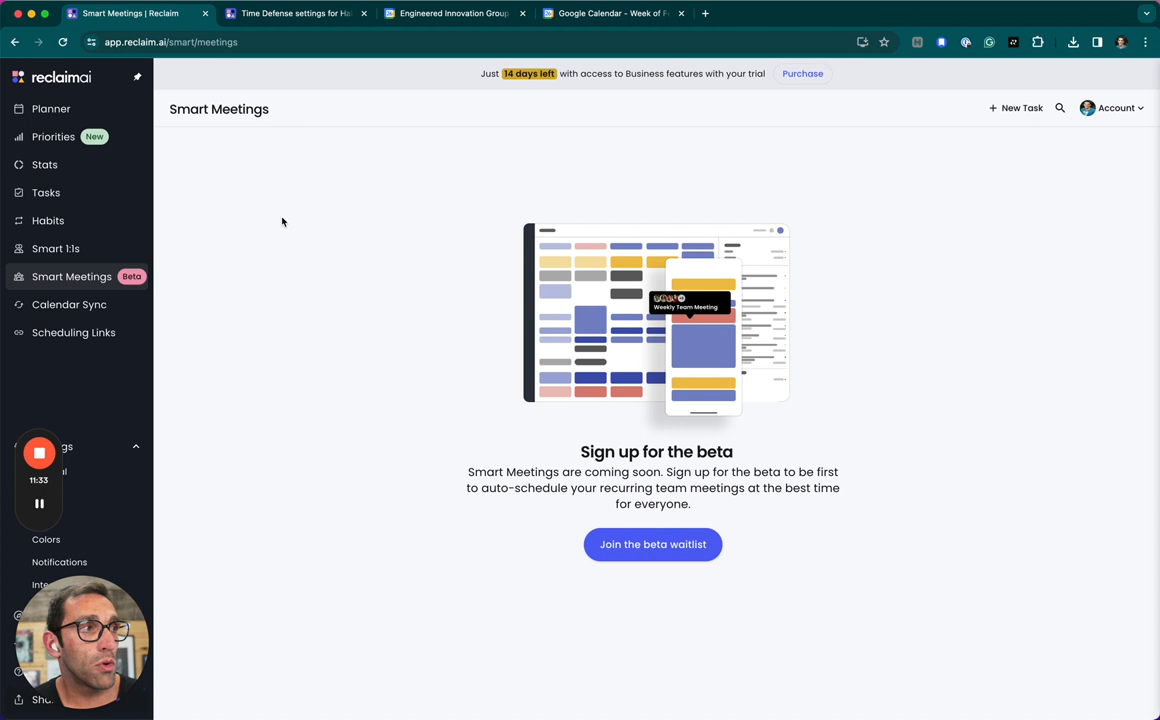 Smart Meetings | Reclaim
Time Defense settings for Ha
Engineered Innovation Group
Google Calendar - Week of F
app.reclaim.ai/smart/meetings
reclaimai
Just 14 days left with access to Business features with your trial
Purchase
Planner
Priorities New
Stats
Tasks
Habits
Smart 1:1s
Smart Meetings Beta
Calendar Sync
Scheduling Links
Smart Meetings
+ New Task
Account
Weekly Team Meeting
Sign up for the beta
Smart Meetings are coming soon. Sign up for the beta to be first
to auto-schedule your recurring team meetings at the best time
for everyone.
Join the beta waitlist
gs
al
11:33
Colors
Notifications
Inte
Sha